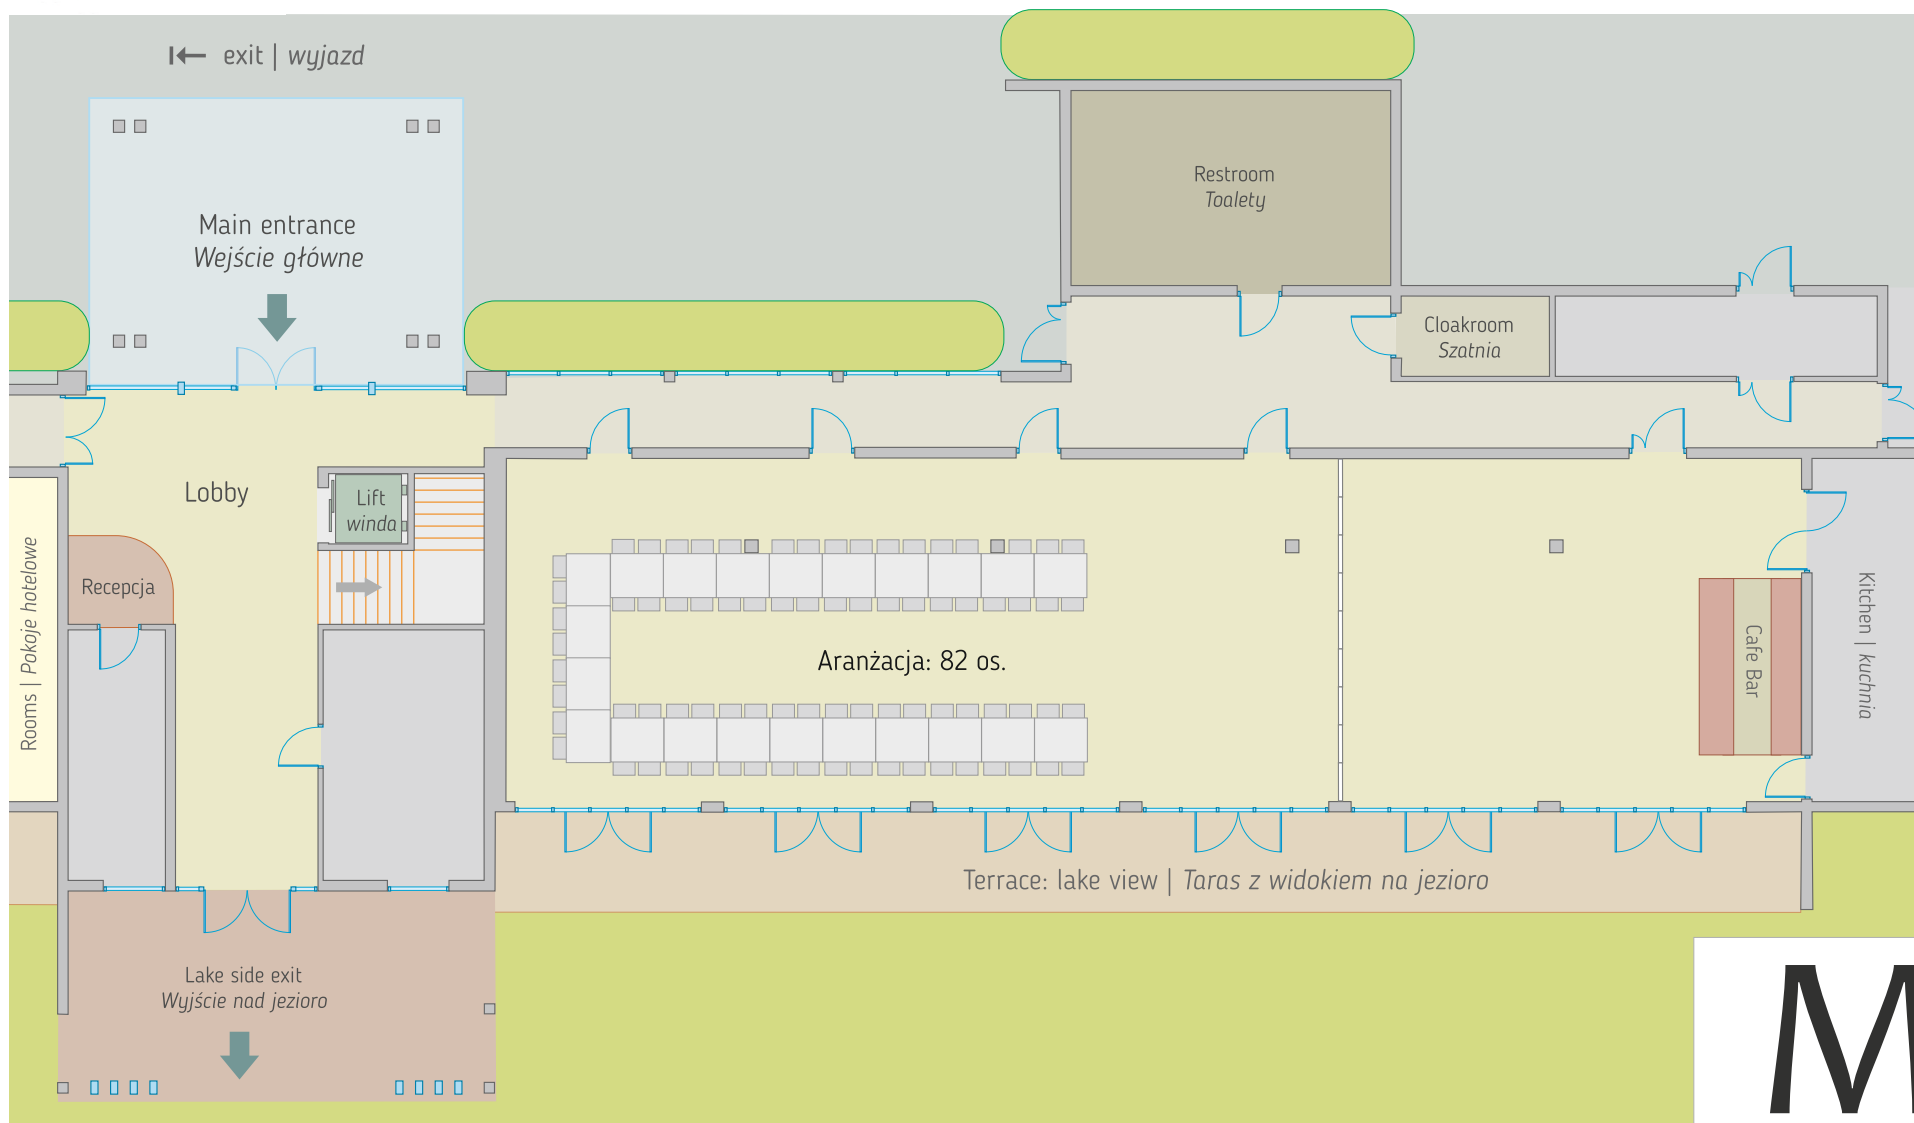 exit | wyjazd
Main entrance
Wejście główne
Restroom
Toalety
Cloakroom
Szatnia
Lobby
Lift
winda
Recepcja
Rooms | Pokoje hotelowe
Aranżacja: 82 os.
Cafe Bar
Kitchen | kuchnia
Terrace: lake view | Taras z widokiem na jezioro
Lake side exit
Wyjście nad jezioro
M